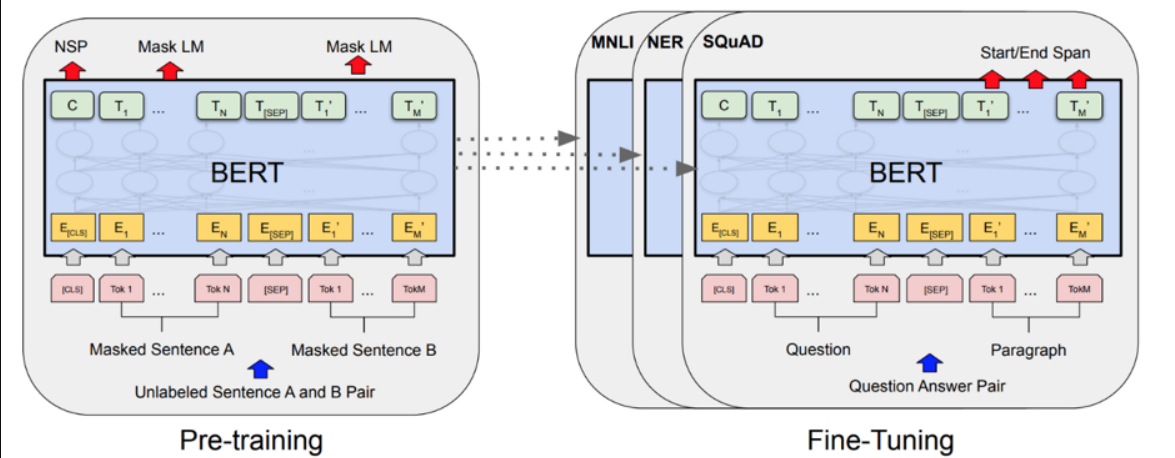 NSP Mask LM Mask LM
C T1 ... TN T[SEP] T1' ... TM'
...
BERT
...
E[CLS] E1 ... EN E[SEP] E1' ... EM'
[CLS] Tok 1 ... Tok N [SEP] Tok 1 ... TokM
Masked Sentence A Masked Sentence B
Unlabeled Sentence A and B Pair
Pre-training
MNLI NER SQuAD
Start/End Span
C T1 ... TN T[SEP] T1' ... TM'
...
BERT
...
E[CLS] E1 ... EN E[SEP] E1' ... EM'
[CLS] Tok 1 ... Tok N [SEP] Tok 1 ... TokM
Question Paragraph
Question Answer Pair
Fine-Tuning